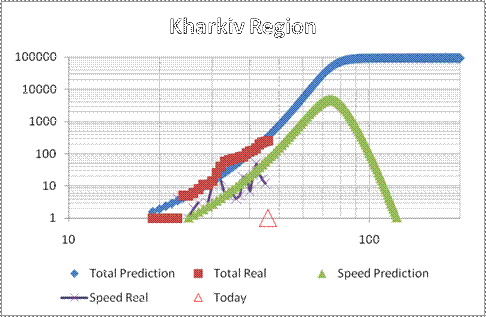 Kharkiv Region
100000
10000
1000
100
10
1
10 100
Total Prediction Total Real Speed Prediction
Speed Real Today